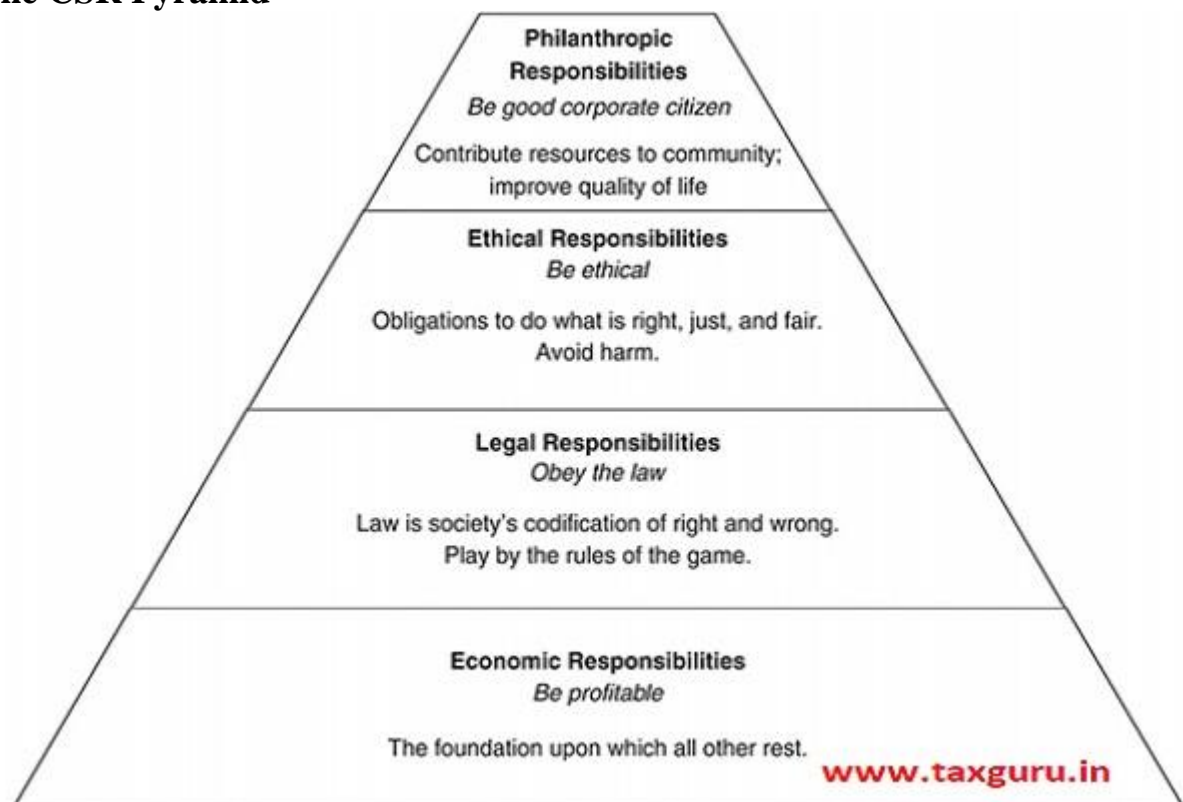 CSR Pyramid
Philanthropic
Responsibilities
Be good corporate citizen
Contribute resources to community;
improve quality of life
Ethical Responsibilities
Be ethical
Obligations to do what is right, just, and fair.
Avoid harm.
Legal Responsibilities
Obey the law
Law is society's codification of right and wrong.
Play by the rules of the game.
Economic Responsibilities
Be profitable
The foundation upon which all other rest.
www.taxguru.in